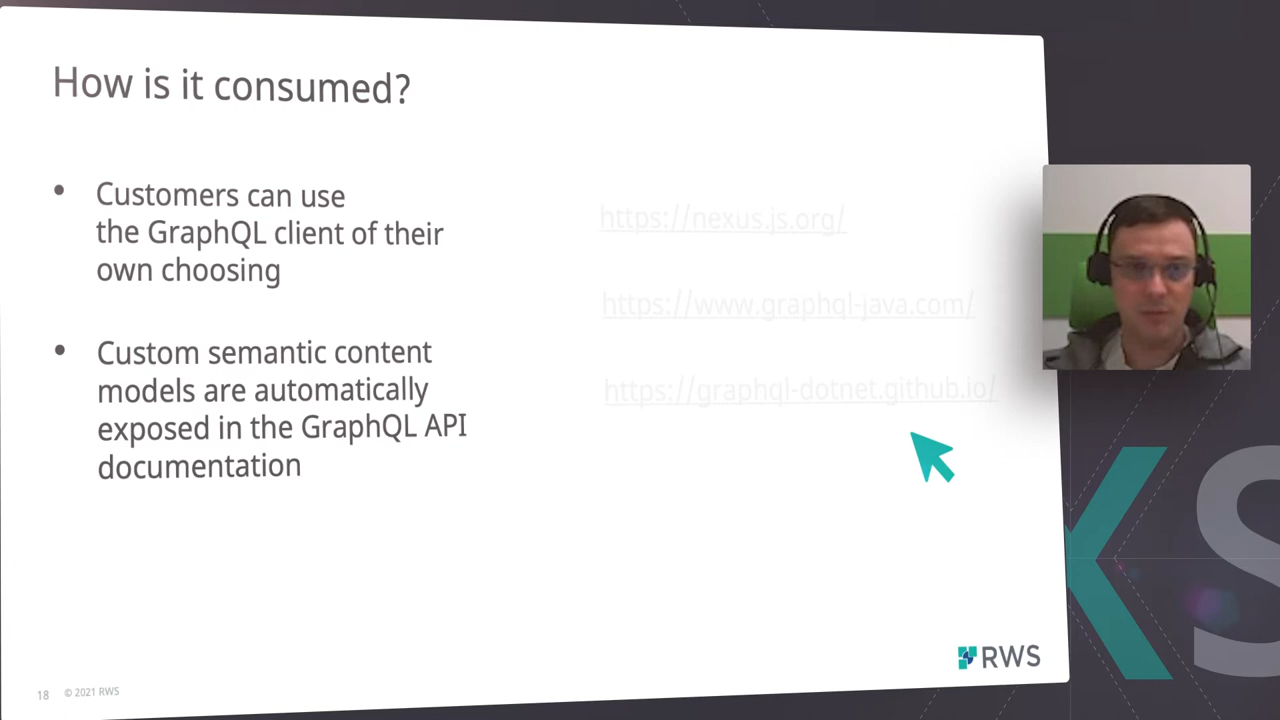 How is it consumed?
• Customers can use
the GraphQL client of their
own choosing
• Custom semantic content
models are automatically
exposed in the GraphQL API
documentation
https://nexus.js.org/
https://www.graphql-java.com/
https://graphql-dotnet.github.io/
RWS
18 © 2021 RWS
KS